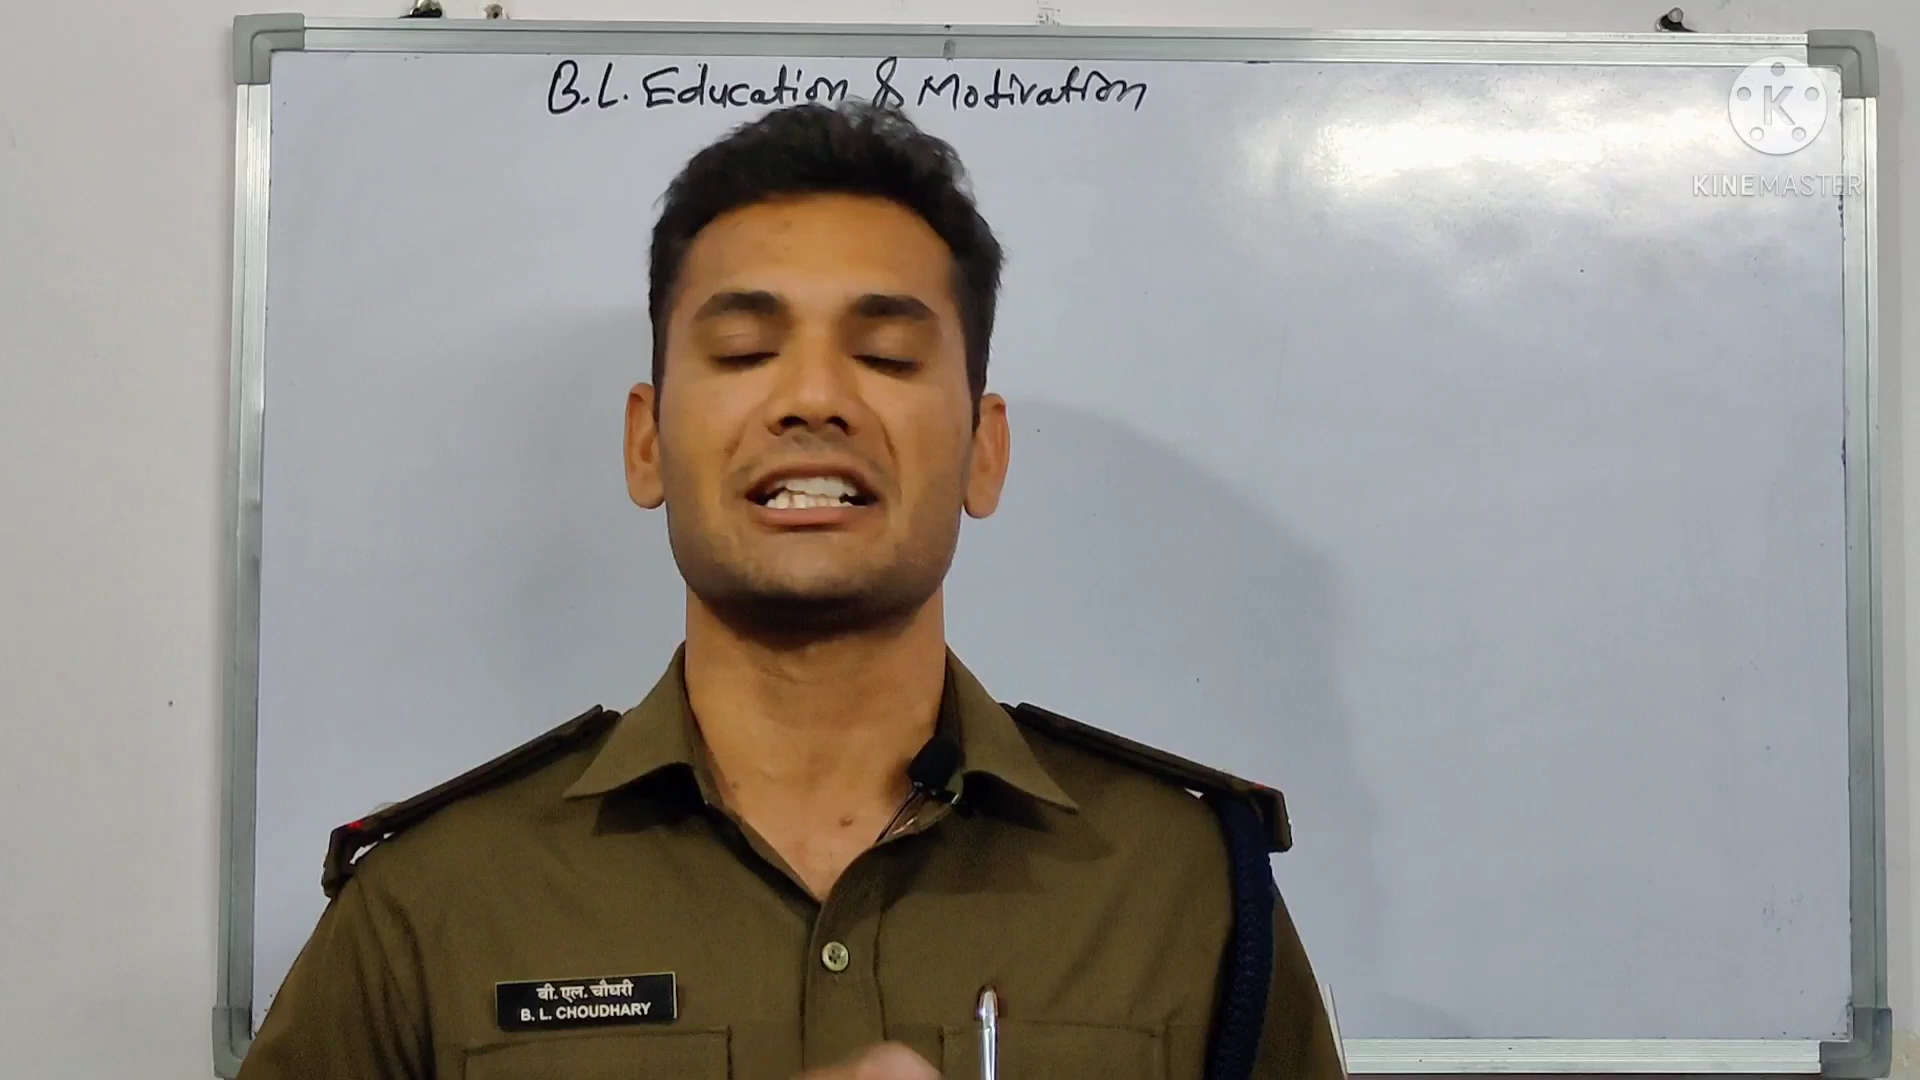 B.L. Education & Motivation
K
KINEMASTER
बी. एल. चौधरी
B. L. CHOUDHARY